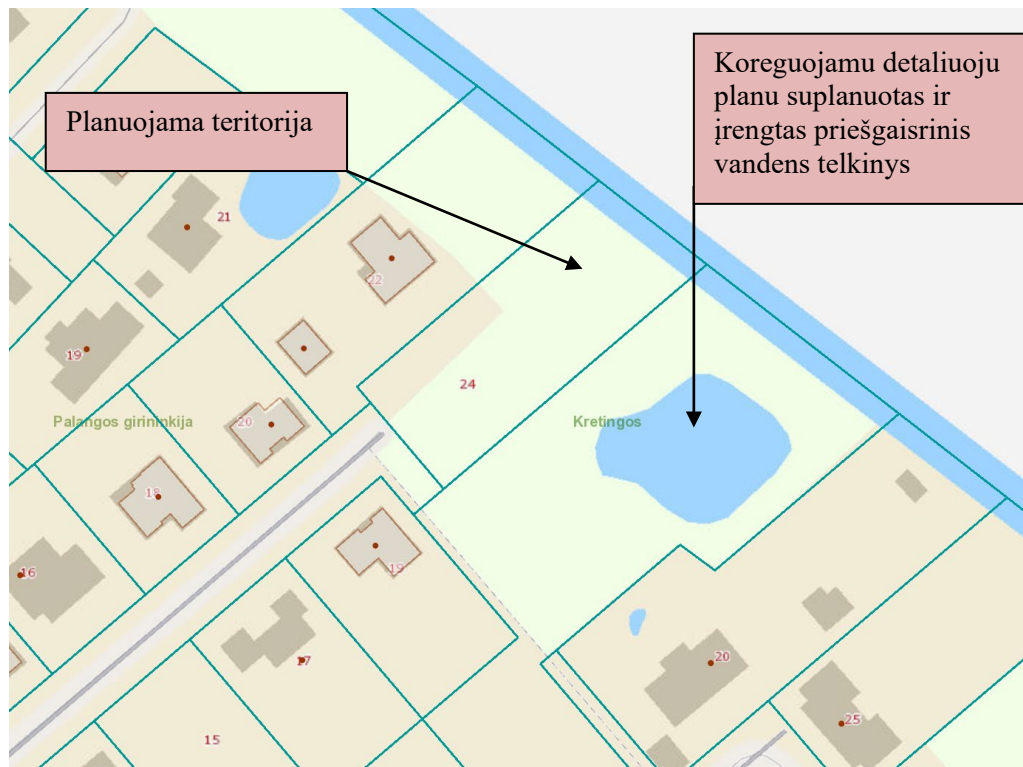 Koreguojamu detaliuoju
planu suplanuotas ir
įrengtas priešgaisrinis
vandens telkinys
Planuojama teritorija
21
22
19
24
Palangos girininkija
20
Kretingos
18
19
16
17
20
25
15